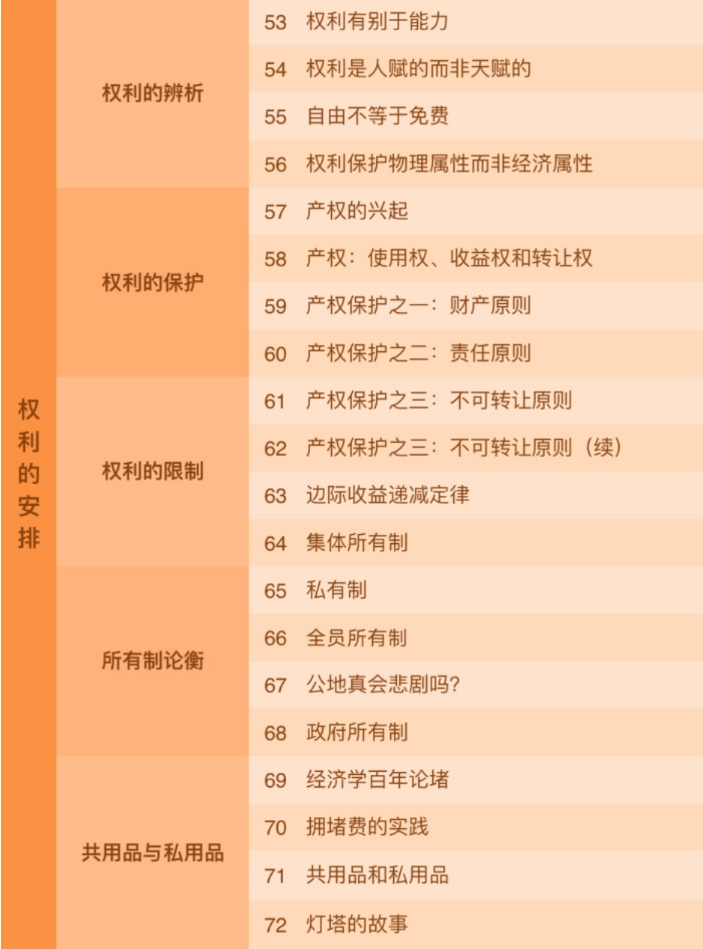 权利的安排
权利的辨析
53 权利有别于能力
54 权利是人赋的而非天赋的
55 自由不等于免费
56 权利保护物理属性而非经济属性
权利的保护
57 产权的兴起
58 产权：使用权、收益权和转让权
59 产权保护之一：财产原则
60 产权保护之二：责任原则
权利的限制
61 产权保护之三：不可转让原则
62 产权保护之三：不可转让原则（续）
63 边际收益递减定律
64 集体所有制
所有制论衡
65 私有制
66 全员所有制
67 公地真会悲剧吗？
68 政府所有制
共用品与私用品
69 经济学百年论堵
70 拥堵费的实践
71 共用品和私用品
72 灯塔的故事